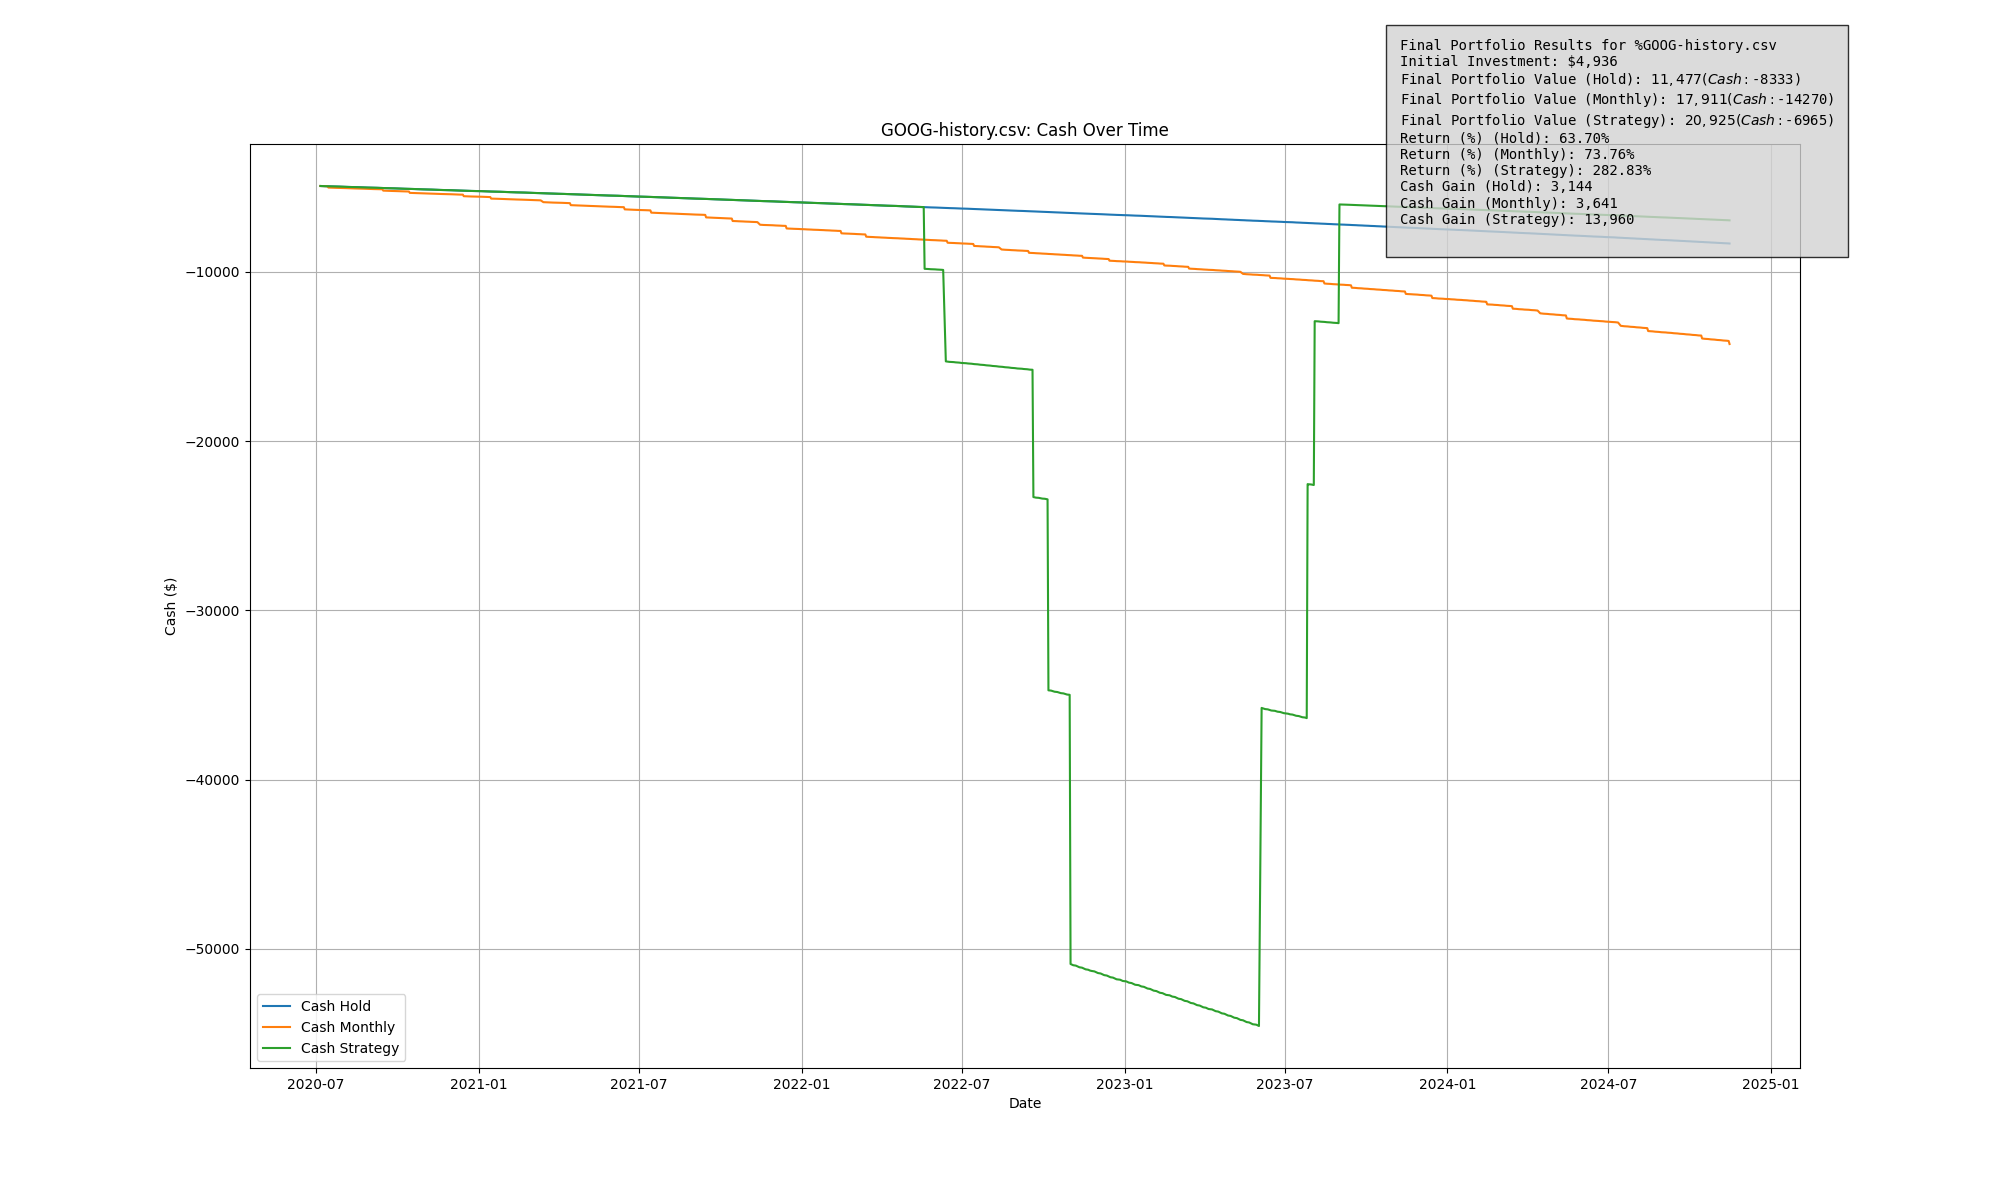 Final Portfolio Results for %GOOG-history.csv
Initial Investment: $4,936
Final Portfolio Value (Hold): 11,477(Cash:-8333)
Final Portfolio Value (Monthly): 17,911(Cash:-14270)
Final Portfolio Value (Strategy): 20,925(Cash:-6965)
Return (%) (Hold): 63.70%
Return (%) (Monthly): 73.76%
Return (%) (Strategy): 282.83%
Cash Gain (Hold): 3,144
Cash Gain (Monthly): 3,641
Cash Gain (Strategy): 13,960
GOOG-history.csv: Cash Over Time
Cash ($)
−10000
−20000
−30000
−40000
−50000
Cash Hold
Cash Monthly
Cash Strategy
2020-07 2021-01 2021-07 2022-01 2022-07 2023-01 2023-07 2024-01 2024-07 2025-01
Date